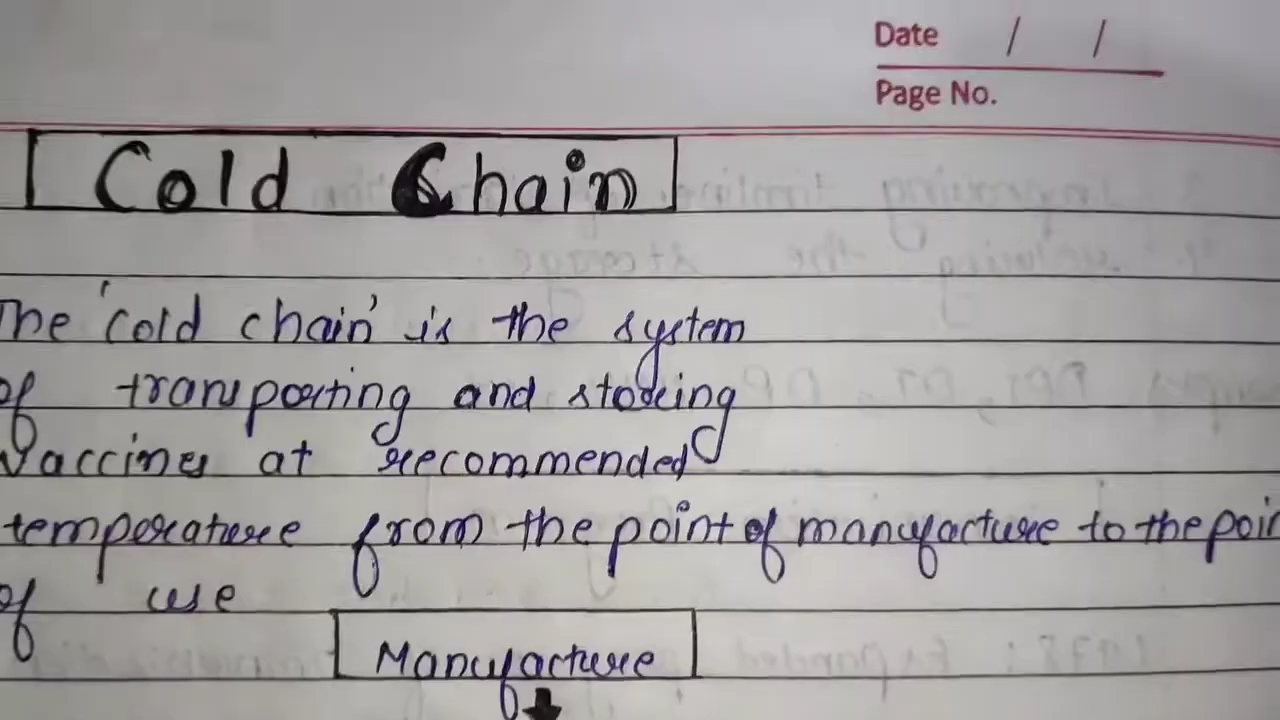 Date / /
Page No.
Cold Chain
The 'cold chain' is the system
of transporting and storing
Vaccines at recommended
temperature from the point of manufacture to the poin
of use
Manufacture